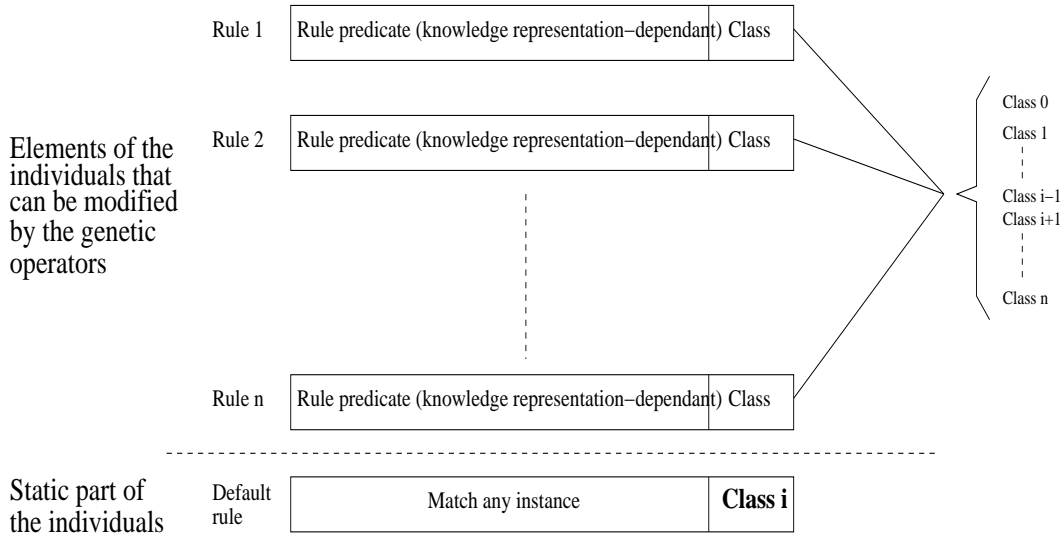 Rule 1
Rule predicate (knowledge representation−dependant)
Class
Class 0
Class 1
Class i−1
Class i+1
Class n
Elements of the
individuals that
can be modified
by the genetic
operators
Rule 2
Rule predicate (knowledge representation−dependant)
Class
Rule n
Rule predicate (knowledge representation−dependant)
Class
Static part of
the individuals
Default
rule
Match any instance
Class i